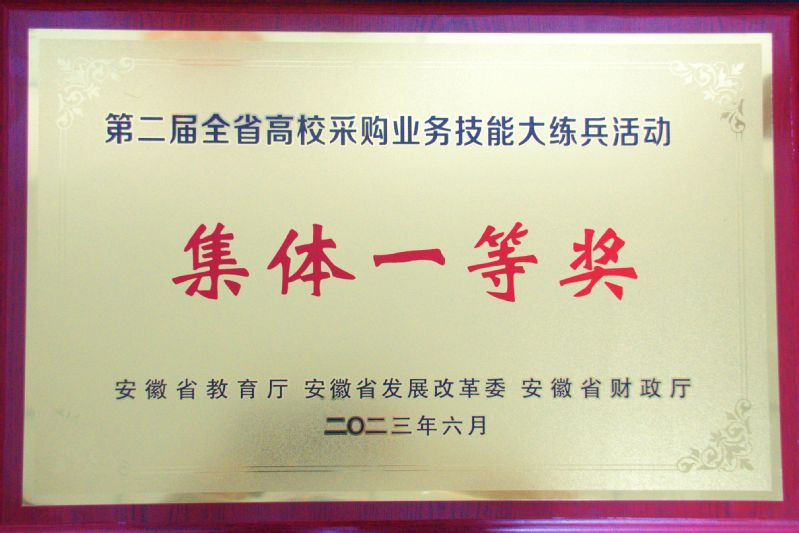 第二届全省高校采购业务技能大练兵活动
集体一等奖
安徽省教育厅 安徽省发展改革委 安徽省财政厅
二〇二三年六月